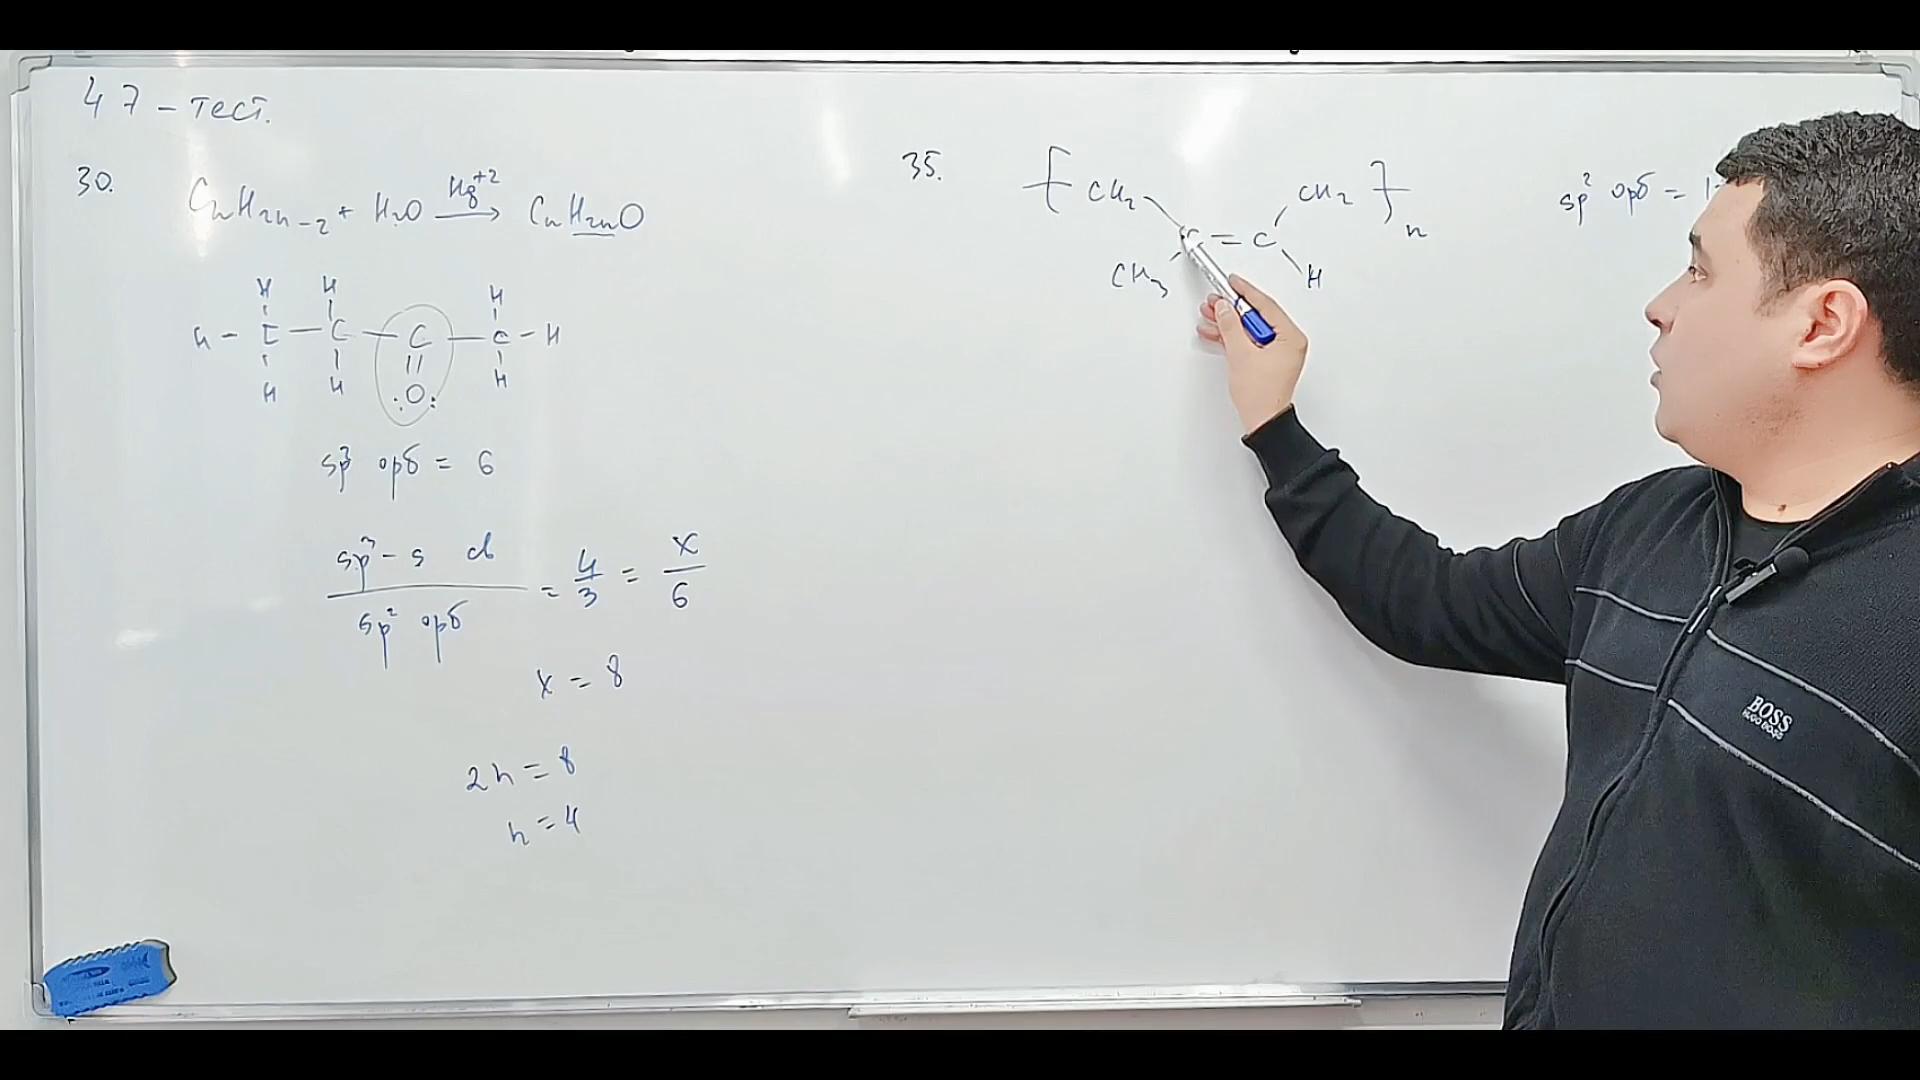 47 - тест.
30.
CnH2n-2 + H2O Hg+2 → CnH2nO
H H H
H - C - C - C - C - H
H H O H
sp3 орб = 6
sp3 - s cb
sp2 орб
= 4/3 = x/6
x = 8
2n = 8
n = 4
35.
[ CH2 CH2 ]n
C = C
CH3 H
sp2 орб =
BOSS
HUGO BOSS